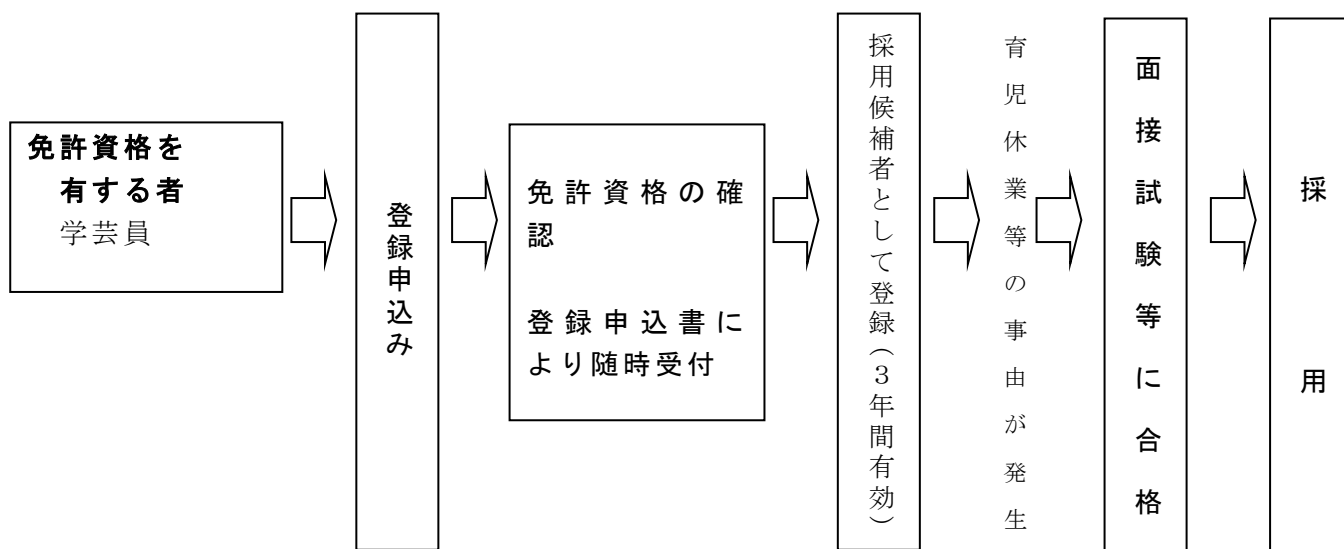 免許資格を
有する者
学芸員
登録申込み
免許資格の確
認
登録申込書に
より随時受付
採用候補者として登録（３年間有効）
育児休業等の事由が発生
面接試験等に合格
採用